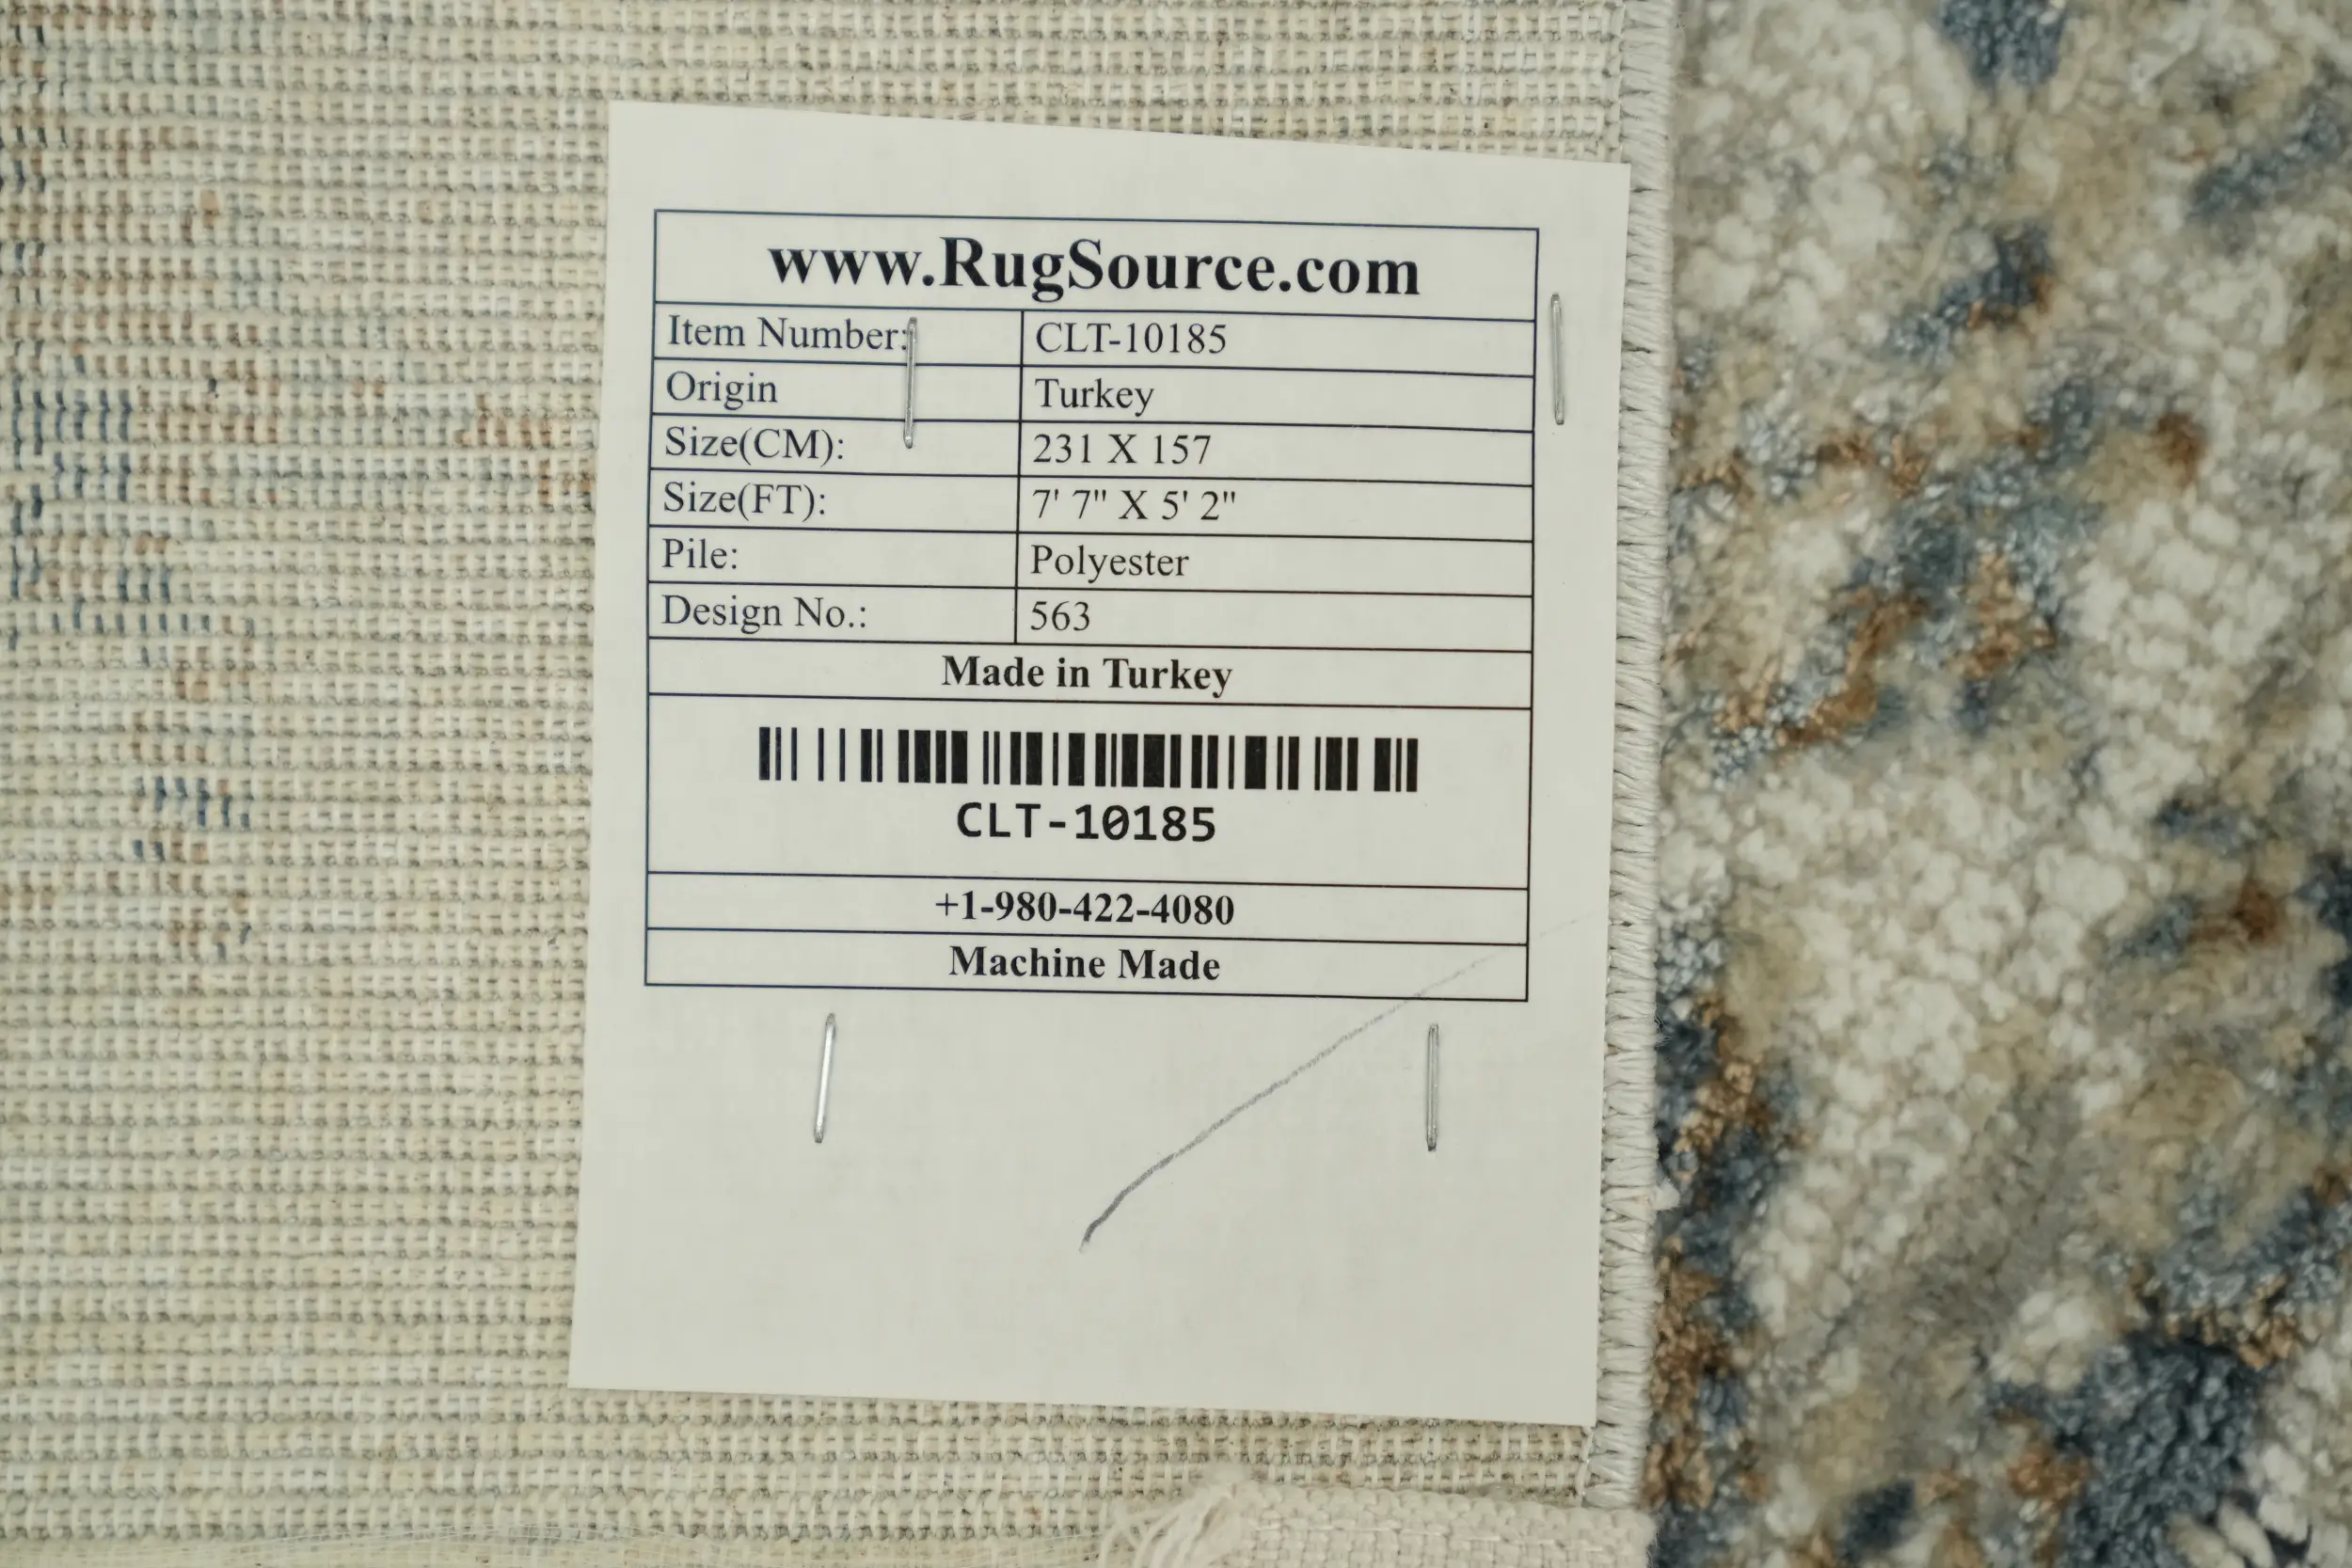 www.RugSource.com
Item Number: CLT-10185
Origin Turkey
Size(CM): 231 X 157
Size(FT): 7' 7" X 5' 2"
Pile: Polyester
Design No.: 563
Made in Turkey
CLT-10185
+1-980-422-4080
Machine Made